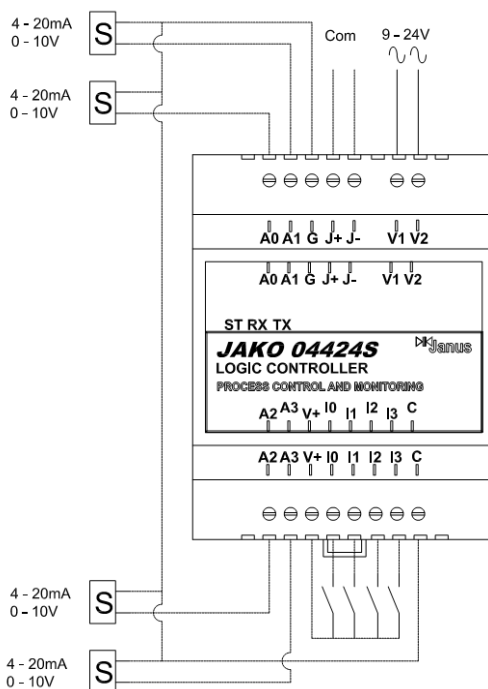 4 - 20mA
0 - 10V
S
Com
9 - 24V
4 - 20mA
0 - 10V
S
A0 A1 G J+ J- V1 V2
A0 A1 G J+ J- V1 V2
ST RX TX
JAKO 04424S
Janus
LOGIC CONTROLLER
PROCESS CONTROL AND MONITORING
A2 A3 V+ I0 I1 I2 I3 C
A2 A3 V+ I0 I1 I2 I3 C
4 - 20mA
0 - 10V
S
4 - 20mA
0 - 10V
S